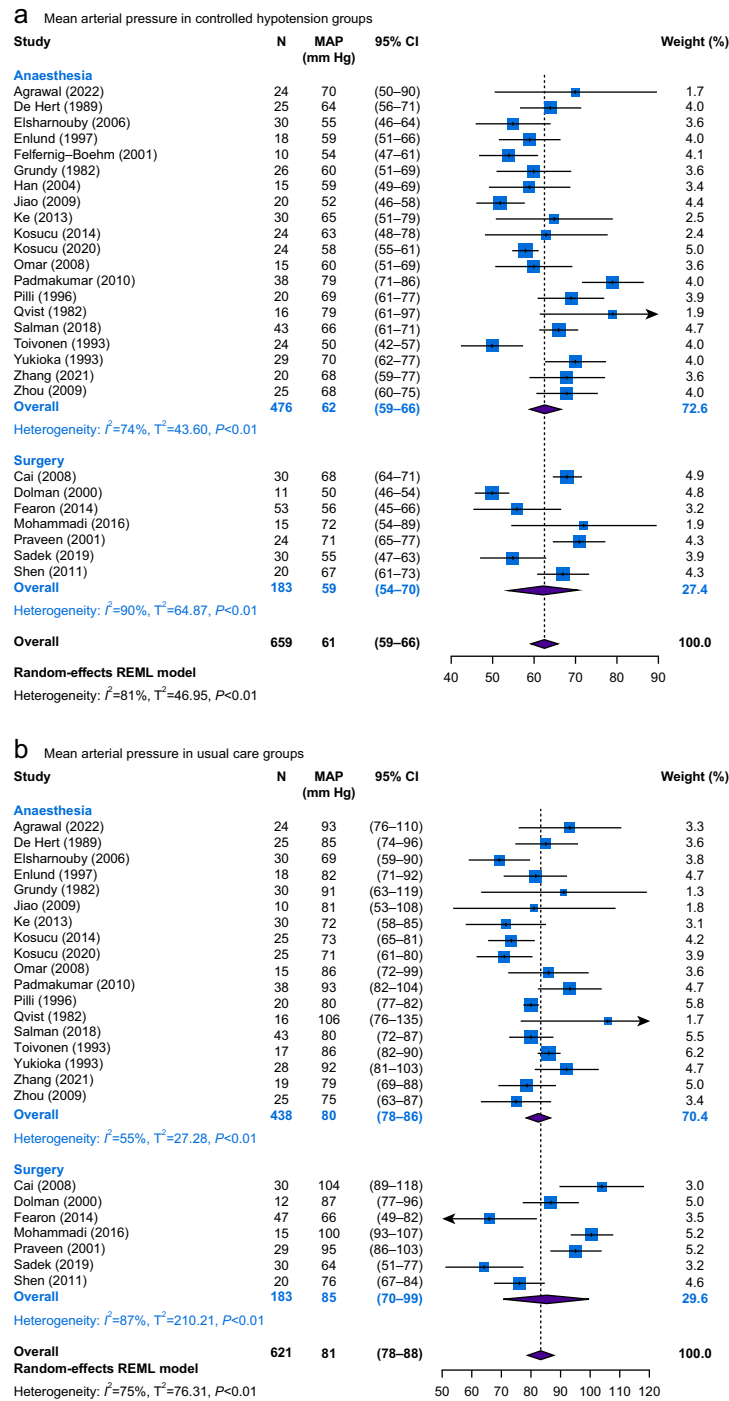 a Mean arterial pressure in controlled hypotension groups
Study N MAP (mm Hg) 95% CI Weight (%)
Anaesthesia
Agrawal (2022) 24 70 (50–90) 1.7
De Hert (1989) 25 64 (56–71) 4.0
Elsharnouby (2006) 30 55 (46–64) 3.6
Enlund (1997) 18 59 (51–66) 4.0
Felfernig–Boehm (2001) 10 54 (47–61) 4.1
Grundy (1982) 26 60 (51–69) 3.6
Han (2004) 15 59 (49–69) 3.4
Jiao (2009) 20 52 (46–58) 4.4
Ke (2013) 30 65 (51–79) 2.5
Kosucu (2014) 24 63 (48–78) 2.4
Kosucu (2020) 24 58 (55–61) 5.0
Omar (2008) 15 60 (51–69) 3.6
Padmakumar (2010) 38 79 (71–86) 4.0
Pilli (1996) 20 69 (61–77) 3.9
Qvist (1982) 16 79 (61–97) 1.9
Salman (2018) 43 66 (61–71) 4.7
Toivonen (1993) 24 50 (42–57) 4.0
Yukioka (1993) 29 70 (62–77) 4.0
Zhang (2021) 20 68 (59–77) 3.6
Zhou (2009) 25 68 (60–75) 4.0
Overall 476 62 (59–66) 72.6
Heterogeneity: I²=74%, T²=43.60, P<0.01
Surgery
Cai (2008) 30 68 (64–71) 4.9
Dolman (2000) 11 50 (46–54) 4.8
Fearon (2014) 53 56 (45–66) 3.2
Mohammadi (2016) 15 72 (54–89) 1.9
Praveen (2001) 24 71 (65–77) 4.3
Sadek (2019) 30 55 (47–63) 3.9
Shen (2011) 20 67 (61–73) 4.3
Overall 183 59 (54–70) 27.4
Heterogeneity: I²=90%, T²=64.87, P<0.01
Overall 659 61 (59–66) 100.0
Random-effects REML model
40 50 60 70 80 90
Heterogeneity: I²=81%, T²=46.95, P<0.01
b Mean arterial pressure in usual care groups
Study N MAP (mm Hg) 95% CI Weight (%)
Anaesthesia
Agrawal (2022) 24 93 (76–110) 3.3
De Hert (1989) 25 85 (74–96) 3.6
Elsharnouby (2006) 30 69 (59–90) 3.8
Enlund (1997) 18 82 (71–92) 4.7
Grundy (1982) 30 91 (63–119) 1.3
Jiao (2009) 10 81 (53–108) 1.8
Ke (2013) 30 72 (58–85) 3.1
Kosucu (2014) 25 73 (65–81) 4.2
Kosucu (2020) 25 71 (61–80) 3.9
Omar (2008) 15 86 (72–99) 3.6
Padmakumar (2010) 38 93 (82–104) 4.7
Pilli (1996) 20 80 (77–82) 5.8
Qvist (1982) 16 106 (76–135) 1.7
Salman (2018) 43 80 (72–87) 5.5
Toivonen (1993) 17 86 (82–90) 6.2
Yukioka (1993) 28 92 (81–103) 4.7
Zhang (2021) 19 79 (69–88) 5.0
Zhou (2009) 25 75 (63–87) 3.4
Overall 438 80 (78–86) 70.4
Heterogeneity: I²=55%, T²=27.28, P<0.01
Surgery
Cai (2008) 30 104 (89–118) 3.0
Dolman (2000) 12 87 (77–96) 5.0
Fearon (2014) 47 66 (49–82) 3.5
Mohammadi (2016) 15 100 (93–107) 5.2
Praveen (2001) 29 95 (86–103) 5.2
Sadek (2019) 30 64 (51–77) 3.2
Shen (2011) 20 76 (67–84) 4.6
Overall 183 85 (70–99) 29.6
Heterogeneity: I²=87%, T²=210.21, P<0.01
Overall 621 81 (78–88) 100.0
Random-effects REML model
Heterogeneity: I²=75%, T²=76.31, P<0.01
50 60 70 80 90 100 110 120